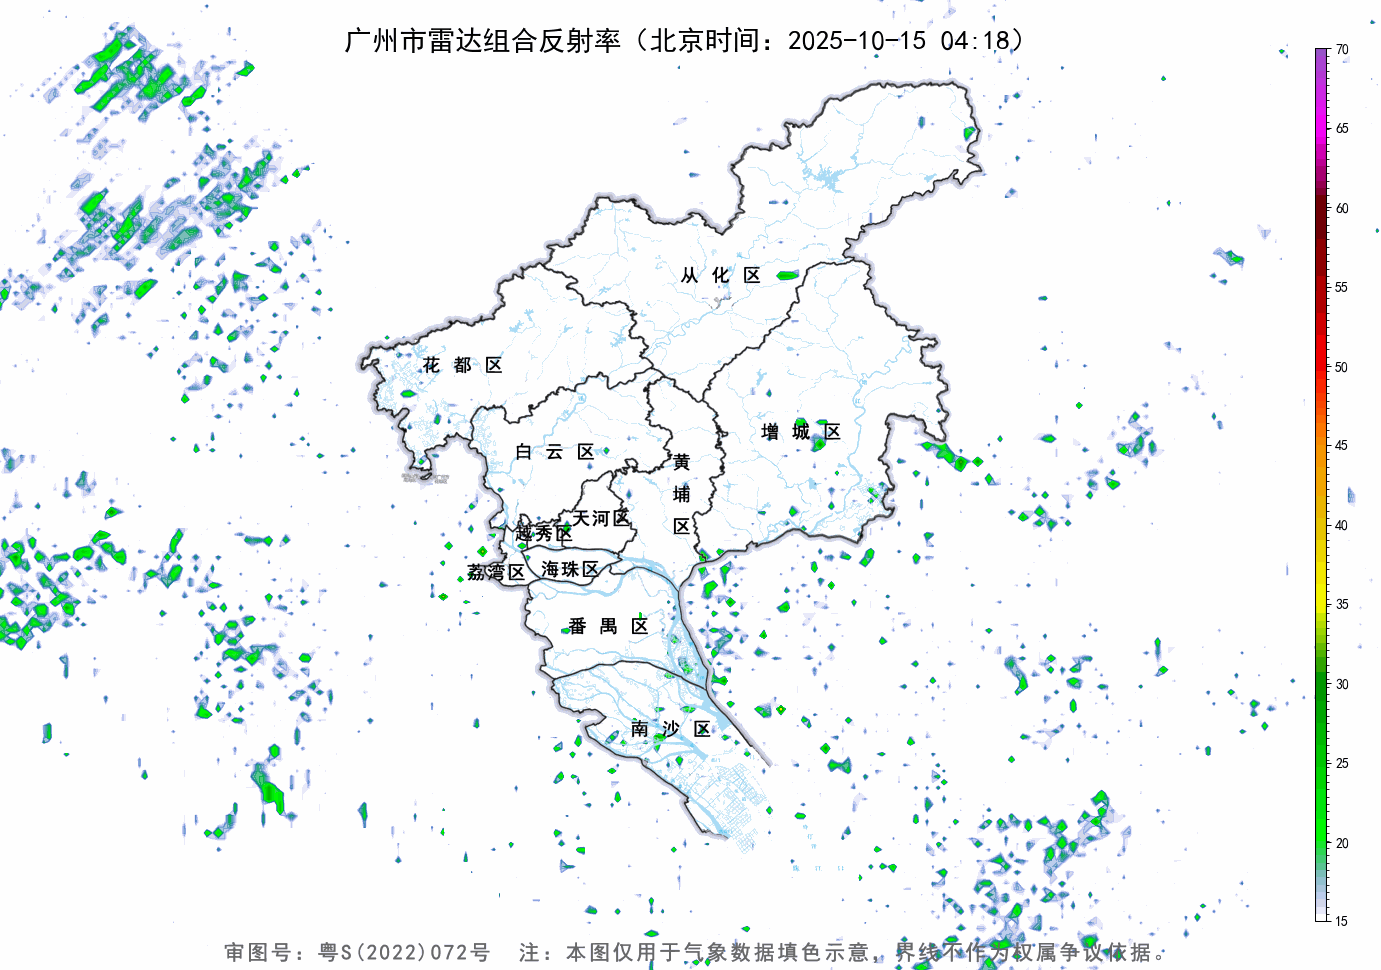 广州市雷达组合反射率（北京时间：2025-10-15 04:18）
70
65
60
55
50
45
40
35
30
25
20
15
从化区
花都区
增城区
白云区
黄埔区
天河区
越秀区
荔湾区
海珠区
番禺区
南沙区
审图号：粤S(2022)072号 注：本图仅用于气象数据填色示意，界线不作为权属争议依据。